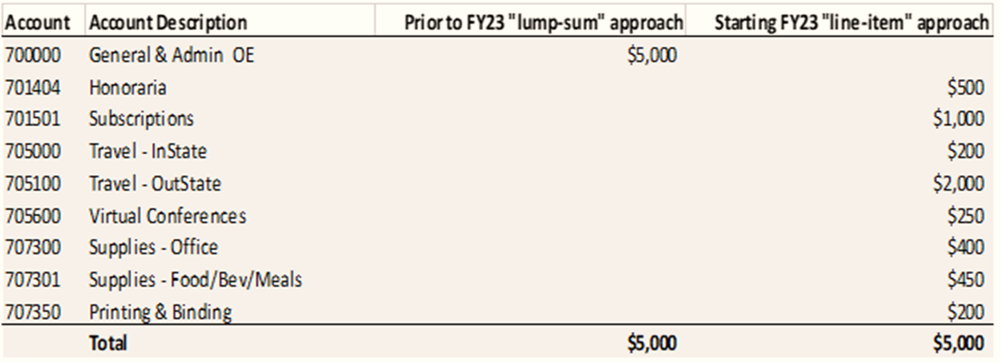 Account Account Description Prior to FY23 "lump-sum" approach Starting FY23 "line-item" approach
700000 General & Admin OE $5,000
701404 Honoraria $500
701501 Subscriptions $1,000
705000 Travel - InState $200
705100 Travel - OutState $2,000
705600 Virtual Conferences $250
707300 Supplies - Office $400
707301 Supplies - Food/Bev/Meals $450
707350 Printing & Binding $200
Total $5,000 $5,000